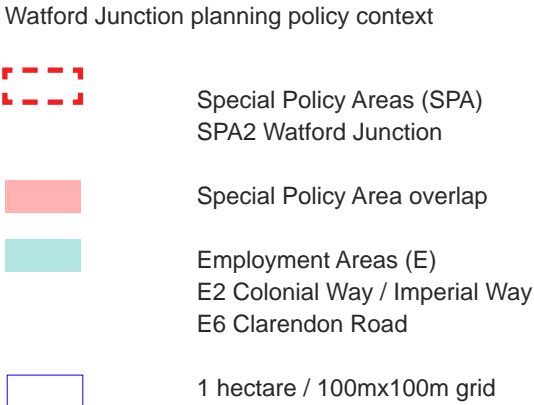 Watford Junction planning policy context
Special Policy Areas (SPA)
SPA2 Watford Junction
Special Policy Area overlap
Employment Areas (E)
E2 Colonial Way / Imperial Way
E6 Clarendon Road
1 hectare / 100mx100m grid